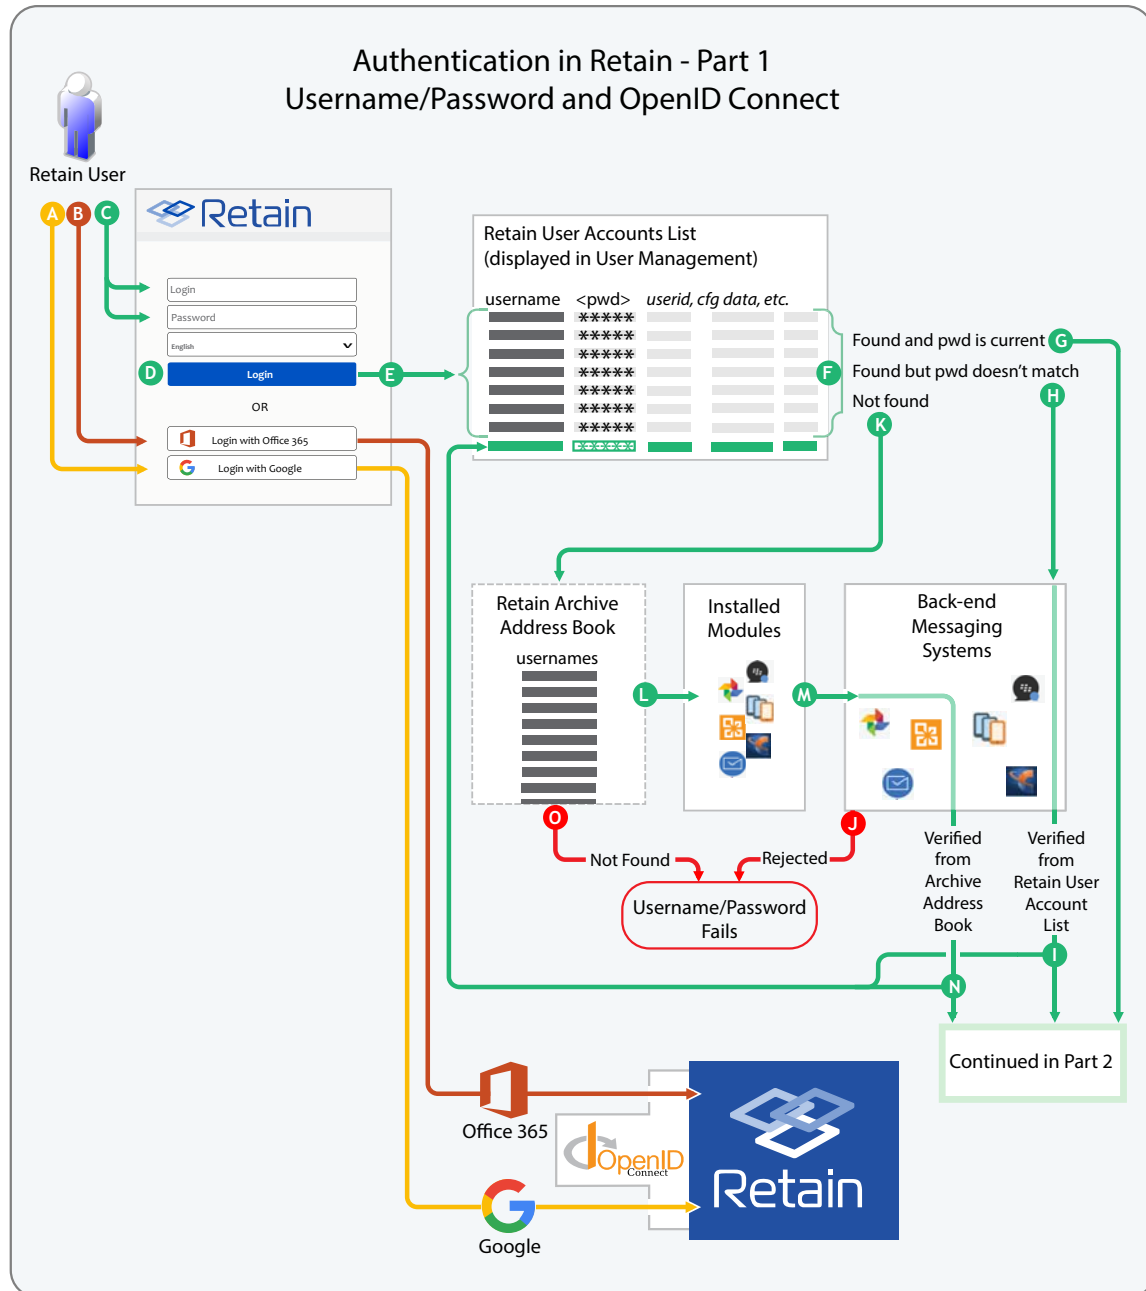 Authentication in Retain - Part 1
Username/Password and OpenID Connect
Retain User
A
B
C
Retain
Login
Password
English
D
Login
E
OR
Login with Office 365
Login with Google
Retain User Accounts List
(displayed in User Management)
username <pwd> userid, cfg data, etc.
*****
*****
*****
*****
*****
*****
*****
*****
F
Found and pwd is current
G
Found but pwd doesn’t match
H
Not found
K
Retain Archive
Address Book
usernames
L
Installed
Modules
M
Back-end
Messaging
Systems
O
Not Found
J
Rejected
Username/Password
Fails
Verified
from
Archive
Address
Book
Verified
from
Retain User
Account
List
I
N
Continued in Part 2
Office 365
OpenID
Connect
Google
Retain